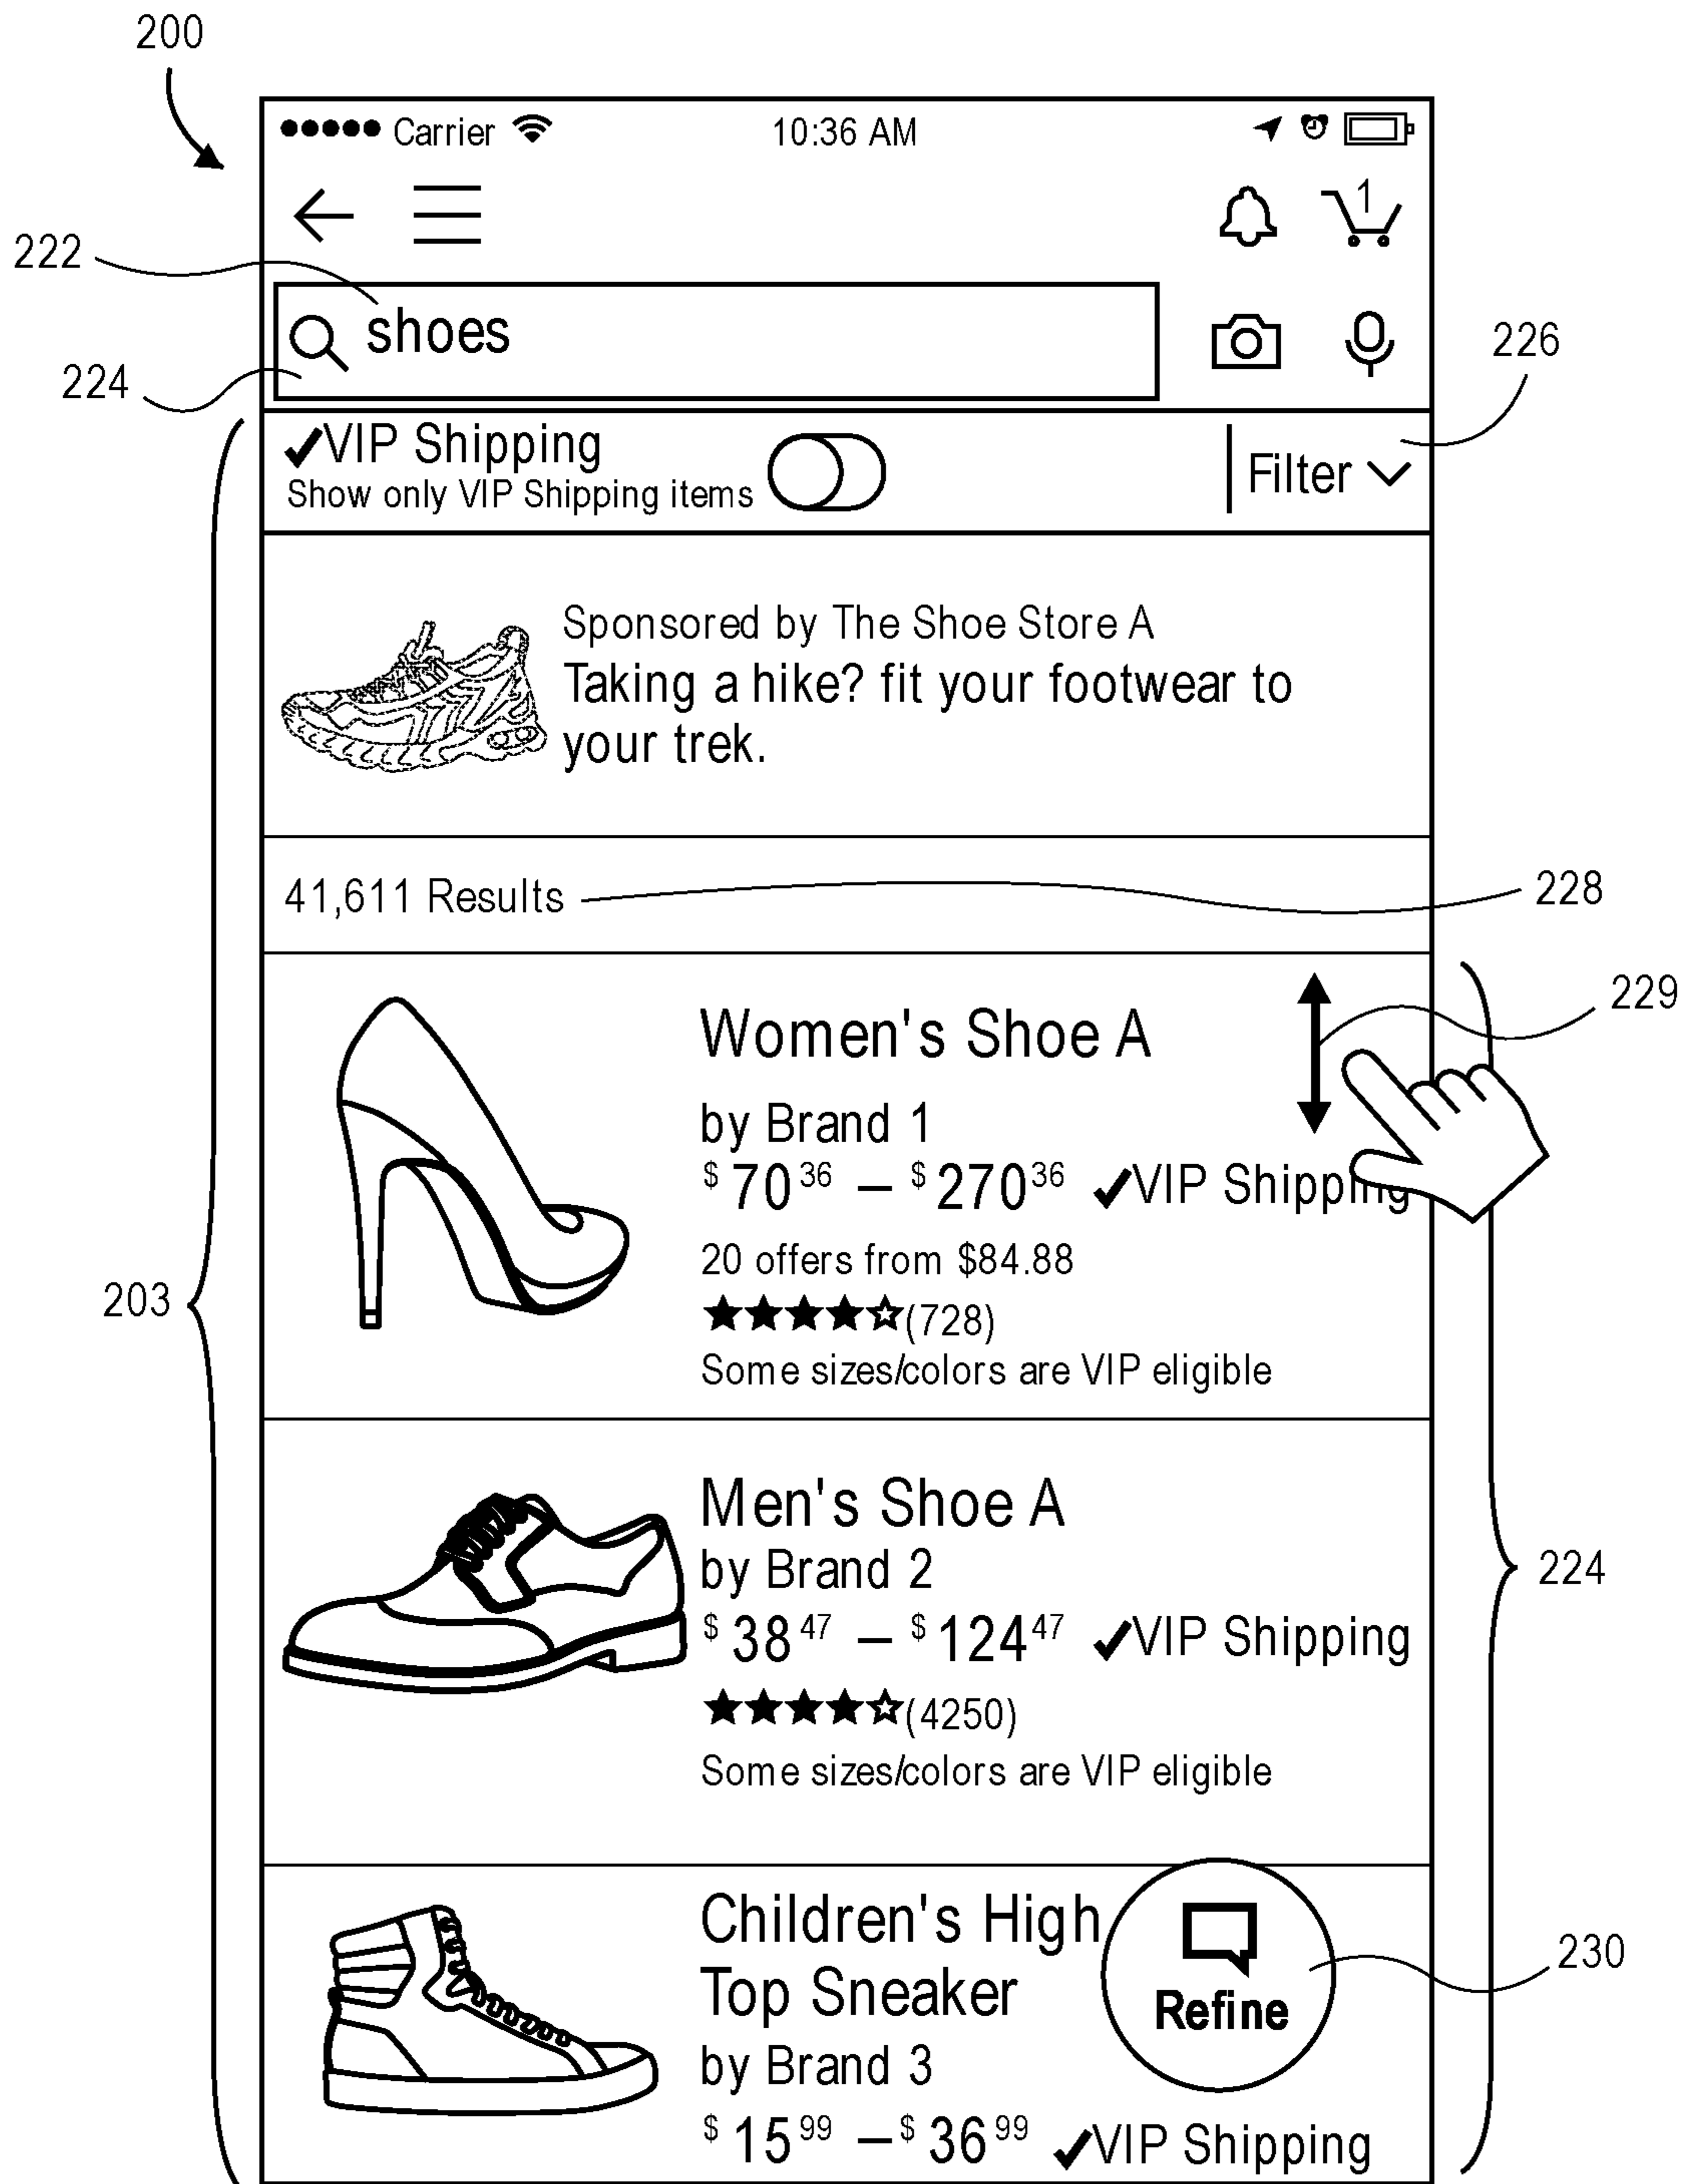 200
Carrier 10:36 AM
1
222
shoes
224
226
✓VIP Shipping
Show only VIP Shipping items
Filter
Sponsored by The Shoe Store A
Taking a hike? fit your footwear to
your trek.
41,611 Results
228
229
Women's Shoe A
by Brand 1
$70 36 – $270 36 ✓VIP Shipping
20 offers from $84.88
★★★★☆(728)
Some sizes/colors are VIP eligible
203
Men's Shoe A
by Brand 2
$38 47 – $124 47 ✓VIP Shipping
★★★★☆(4250)
Some sizes/colors are VIP eligible
224
Children's High
Top Sneaker
by Brand 3
$15 99 – $36 99 ✓VIP Shipping
Refine
230